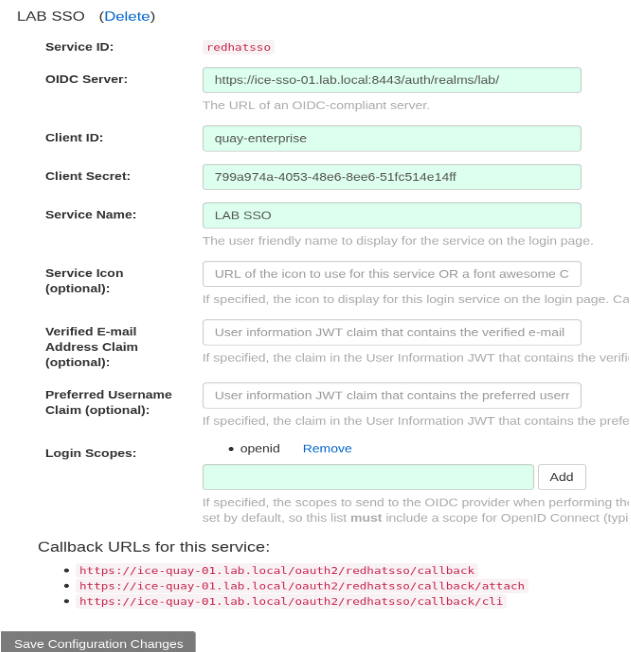 LAB SSO (Delete)
Service ID: redhatsso
OIDC Server: https://ice-sso-01.lab.local:8443/auth/realms/lab/
The URL of an OIDC-compliant server.
Client ID: quay-enterprise
Client Secret: 799a974a-4053-48e6-8ee6-51fc514e14ff
Service Name: LAB SSO
The user friendly name to display for the service on the login page.
Service Icon
(optional):
URL of the icon to use for this service OR a font awesome C
If specified, the icon to display for this login service on the login page. Ca
Verified E-mail
Address Claim
(optional):
User information JWT claim that contains the verified e-mail
If specified, the claim in the User Information JWT that contains the verifi
Preferred Username
Claim (optional):
User information JWT claim that contains the preferred userr
If specified, the claim in the User Information JWT that contains the prefe
Login Scopes:
• openid Remove
Add
If specified, the scopes to send to the OIDC provider when performing the
set by default, so this list must include a scope for OpenID Connect (typi
Callback URLs for this service:
• https://ice-quay-01.lab.local/oauth2/redhatsso/callback
• https://ice-quay-01.lab.local/oauth2/redhatsso/callback/attach
• https://ice-quay-01.lab.local/oauth2/redhatsso/callback/cli
Save Configuration Changes